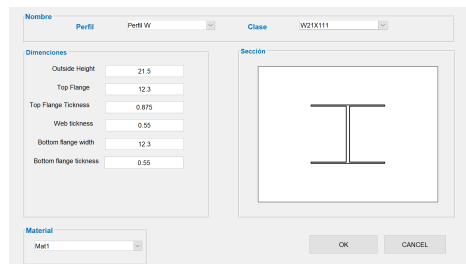 Nombre
Perfil Perfil W Clase W21X111
Dimenciones
Sección
Outside Height 21.5
Top Flange 12.3
Top Flange Tickness 0.875
Web tickness 0.55
Bottom flange width 12.3
Bottom flange tickness 0.55
Material
Mat1
OK CANCEL